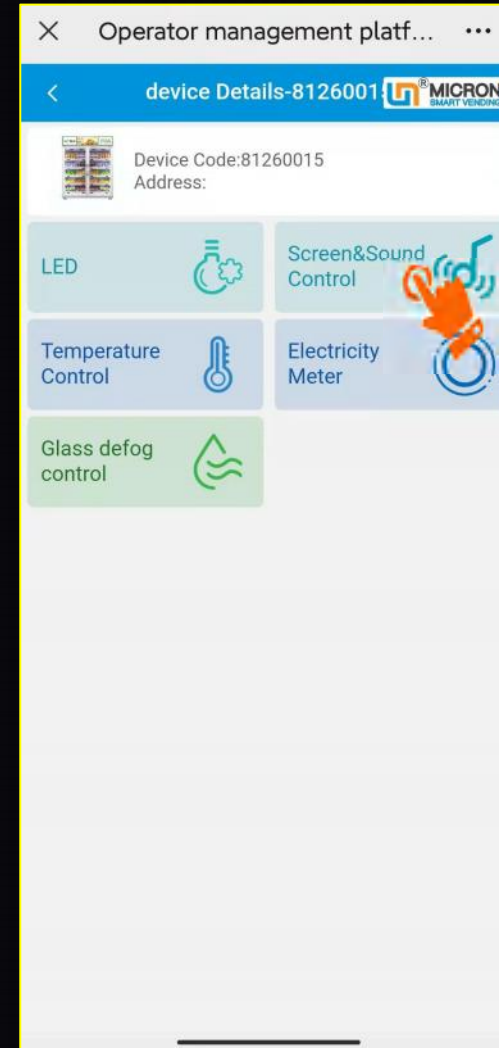 Operator management platf...
device Details-8126001
® MICRON
SMART VENDING
Device Code:81260015
Address:
LED
Screen&Sound
Control
Temperature
Control
Electricity
Meter
Glass defog
control